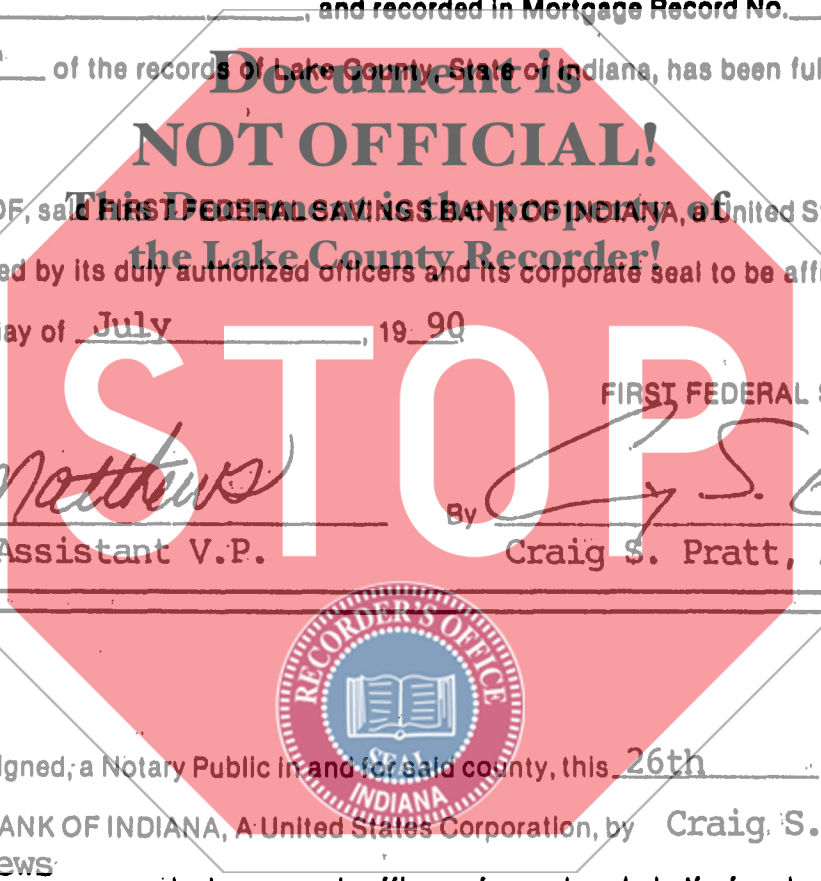 , and recorded in Mortgage Record No.
of the records of Lake County, State of Indiana, has been ful
Document is
NOT OFFICIAL!
This Document is the property of
the Lake County Recorder!
OF, said FIRST FEDERAL SAVINGS BANK OF INDIANA, a United S
ed by its duly authorized officers and its corporate seal to be affi
day of July, 19 90
STOP
FIRST FEDERAL S
Matthews
By
Assistant V.P.
Craig S. Pratt,
RECORDER'S OFFICE
SEAL
INDIANA
igned, a Notary Public in and for said county, this 26th
ANK OF INDIANA, A United States Corporation, by Craig S.
ews